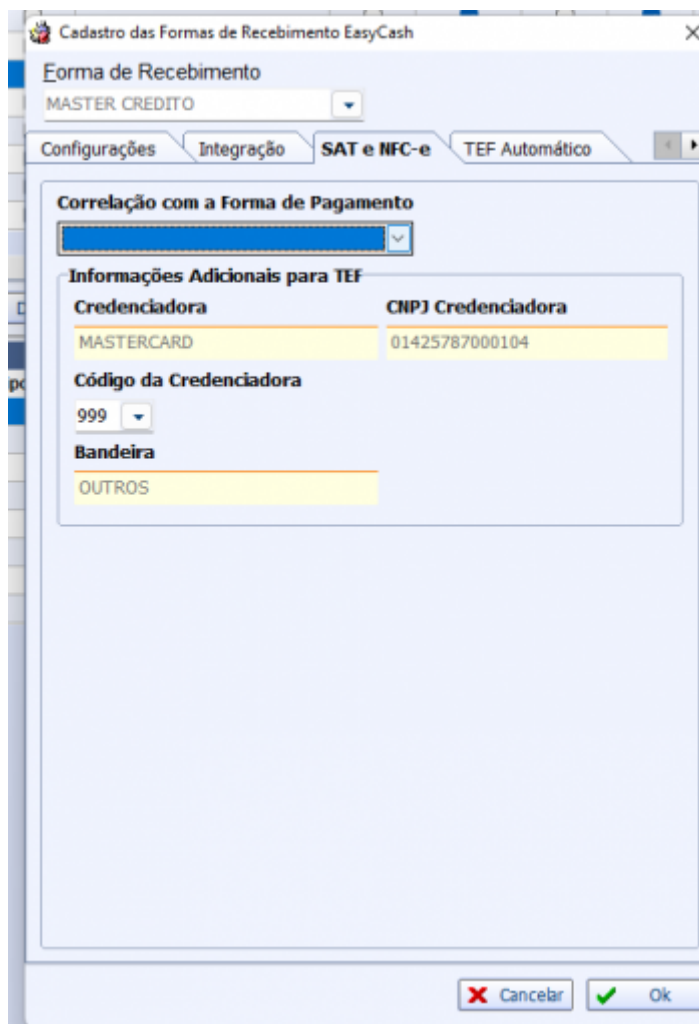 Cadastro das Formas de Recebimento EasyCash
Forma de Recebimento
MASTER CREDITO
Configurações Integração SAT e NFC-e TEF Automático
Correlação com a Forma de Pagamento
Informações Adicionais para TEF
Credenciadora CNPJ Credenciadora
MASTERCARD 01425787000104
Código da Credenciadora
999
Bandeira
OUTROS
Cancelar Ok